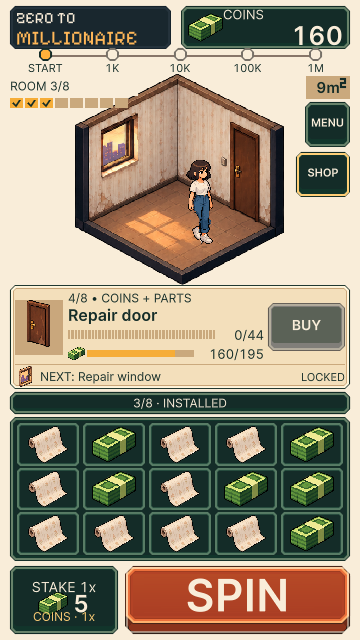 ZERO TO
MILLIONAIRE
COINS
160
START 1K 10K 100K 1M
ROOM 3/8
9m²
MENU
SHOP
4/8 • COINS + PARTS
Repair door
0/44
160/195
BUY
NEXT: Repair window
LOCKED
3/8 · INSTALLED
STAKE 1x
5
COINS · 1x
SPIN